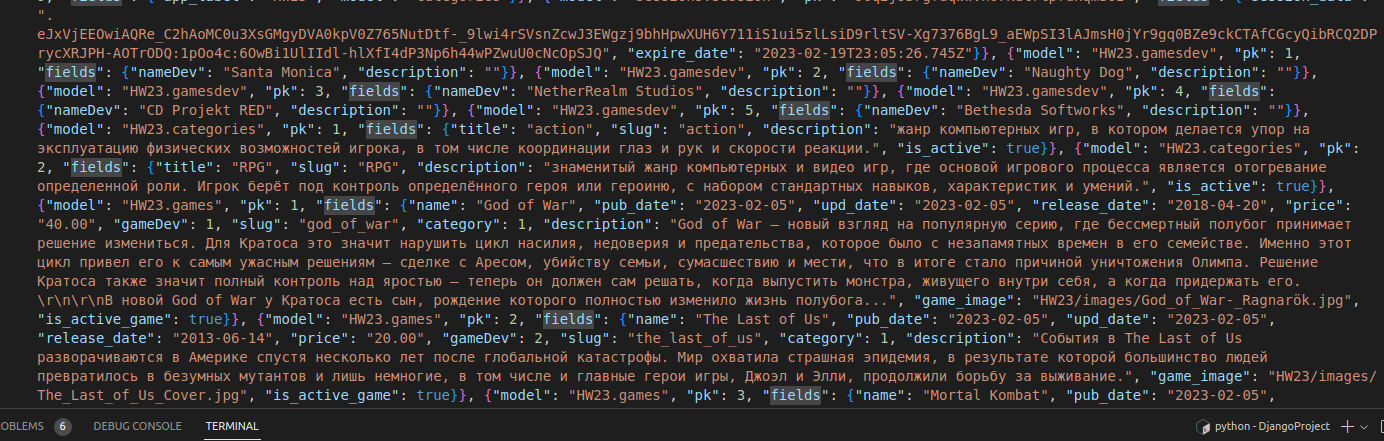 ".
eJxVjEEOwiAQRe_C2hAoMC0u3XsGMgyDVA0kpV0Z765NutDtf-_9lwi4rSVsnZcwJ3EWgzj9bhHpwXUH6Y711iS1ui5zlLsiD9rltSV-Xg7376BgL9_aEWpSI3lAJmsH0jYr9gq0BZe9ckCTAfCGcyQibRCQ2DP
rycXRJPH-AOTrODQ:1pOo4c:6OwBi1UlIIdl-hlXfI4dP3Np6h44wPZwuU0cNcOpSJQ", "expire_date": "2023-02-19T23:05:26.745Z"}}, {"model": "HW23.gamesdev", "pk": 1,
"fields": {"nameDev": "Santa Monica", "description": ""}}, {"model": "HW23.gamesdev", "pk": 2, "fields": {"nameDev": "Naughty Dog", "description": ""}},
{"model": "HW23.gamesdev", "pk": 3, "fields": {"nameDev": "NetherRealm Studios", "description": ""}}, {"model": "HW23.gamesdev", "pk": 4, "fields":
{"nameDev": "CD Projekt RED", "description": ""}}, {"model": "HW23.gamesdev", "pk": 5, "fields": {"nameDev": "Bethesda Softworks", "description": ""}},
{"model": "HW23.categories", "pk": 1, "fields": {"title": "action", "slug": "action", "description": "жанр компьютерных игр, в котором делается упор на
эксплуатацию физических возможностей игрока, в том числе координации глаз и рук и скорости реакции.", "is_active": true}}, {"model": "HW23.categories", "pk":
2, "fields": {"title": "RPG", "slug": "RPG", "description": "знаменитый жанр компьютерных и видео игр, где основой игрового процесса является отогревание
определенной роли. Игрок берёт под контроль определённого героя или героиню, с набором стандартных навыков, характеристик и умений.", "is_active": true}},
{"model": "HW23.games", "pk": 1, "fields": {"name": "God of War", "pub_date": "2023-02-05", "upd_date": "2023-02-05", "release_date": "2018-04-20", "price":
"40.00", "gameDev": 1, "slug": "god_of_war", "category": 1, "description": "God of War — новый взгляд на популярную серию, где бессмертный полубог принимает
решение измениться. Для Кратоса это значит нарушить цикл насилия, недоверия и предательства, которое было с незапамятных времен в его семействе. Именно этот
цикл привел его к самым ужасным решениям — сделке с Аресом, убийству семьи, сумасшествию и мести, что в итоге стало причиной уничтожения Олимпа. Решение
Кратоса также значит полный контроль над яростью — теперь он должен сам решать, когда выпустить монстра, живущего внутри себя, а когда придержать его.
\r\n\r\nВ новой God of War у Кратоса есть сын, рождение которого полностью изменило жизнь полубога...", "game_image": "HW23/images/God_of_War-_Ragnarök.jpg",
"is_active_game": true}}, {"model": "HW23.games", "pk": 2, "fields": {"name": "The Last of Us", "pub_date": "2023-02-05", "upd_date": "2023-02-05",
"release_date": "2013-06-14", "price": "20.00", "gameDev": 2, "slug": "the_last_of_us", "category": 1, "description": "События в The Last of Us
разворачиваются в Америке спустя несколько лет после глобальной катастрофы. Мир охватила страшная эпидемия, в результате которой большинство людей
превратилось в безумных мутантов и лишь немногие, в том числе и главные герои игры, Джоэл и Элли, продолжили борьбу за выживание.", "game_image": "HW23/images/
The_Last_of_Us_Cover.jpg", "is_active_game": true}}, {"model": "HW23.games", "pk": 3, "fields": {"name": "Mortal Kombat", "pub_date": "2023-02-05",
OBLEMS 6 DEBUG CONSOLE TERMINAL python - DjangoProject